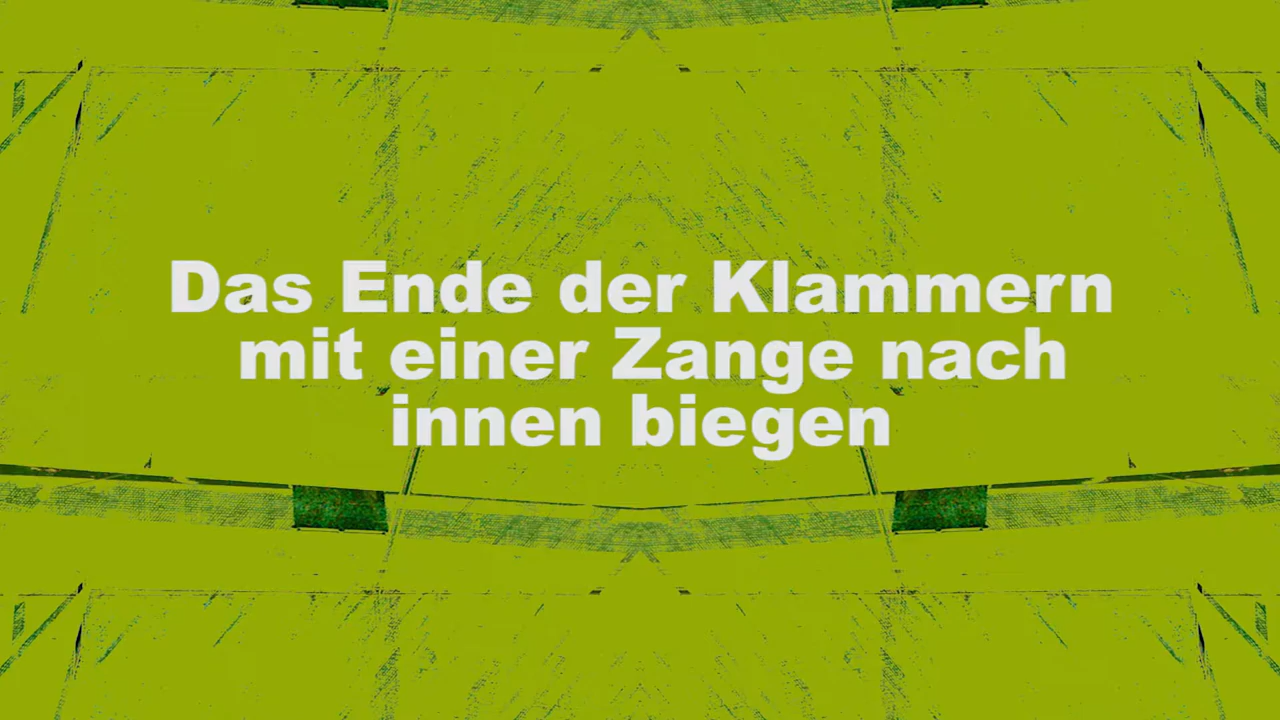 Das Ende der Klammern
mit einer Zange nach
innen biegen